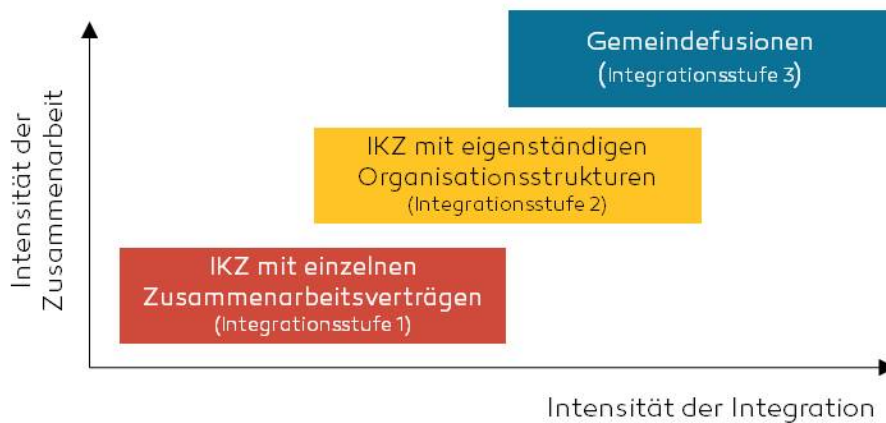 Gemeindefusionen
(Integrationsstufe 3)
IKZ mit eigenständigen
Organisationsstrukturen
(Integrationsstufe 2)
IKZ mit einzelnen
Zusammenarbeitsverträgen
(Integrationsstufe 1)
Intensität der
Zusammenarbeit
Intensität der Integration